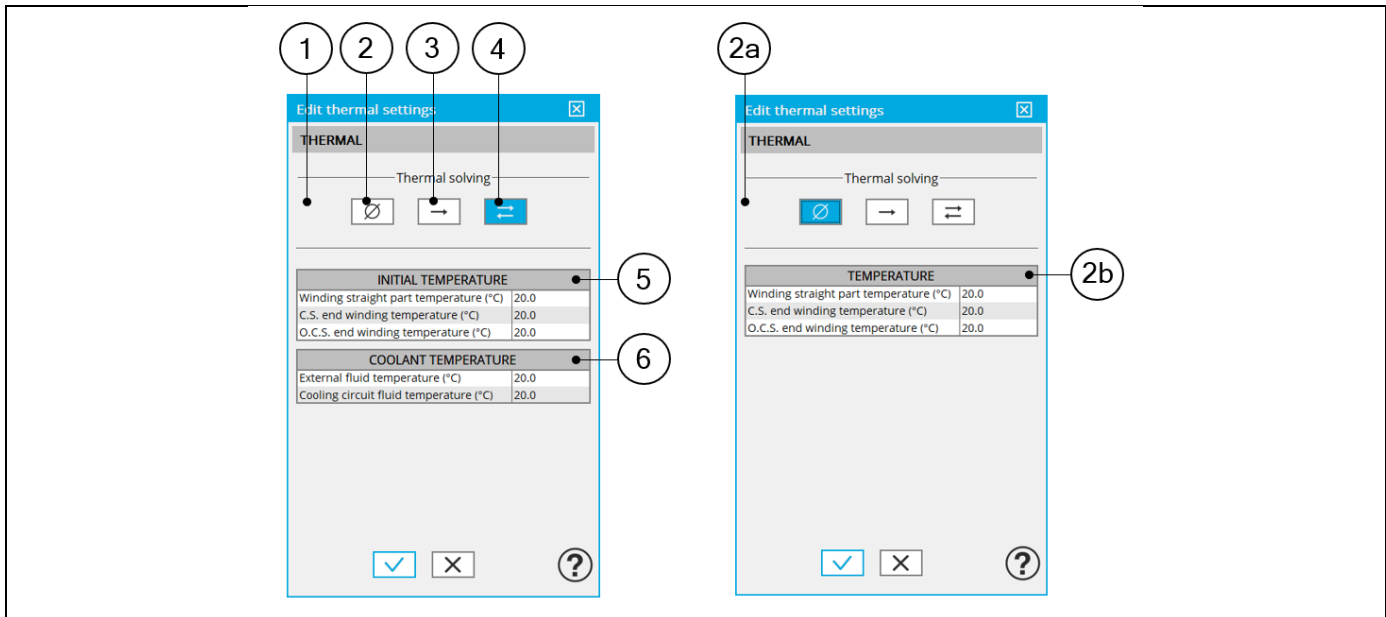 1 2 3 4 2a
Edit thermal settings
THERMAL
Thermal solving
INITIAL TEMPERATURE
5
Winding straight part temperature (°C) 20.0
C.S. end winding temperature (°C) 20.0
O.C.S. end winding temperature (°C) 20.0
COOLANT TEMPERATURE
6
External fluid temperature (°C) 20.0
Cooling circuit fluid temperature (°C) 20.0
?
Edit thermal settings
THERMAL
Thermal solving
TEMPERATURE
2b
Winding straight part temperature (°C) 20.0
C.S. end winding temperature (°C) 20.0
O.C.S. end winding temperature (°C) 20.0
?